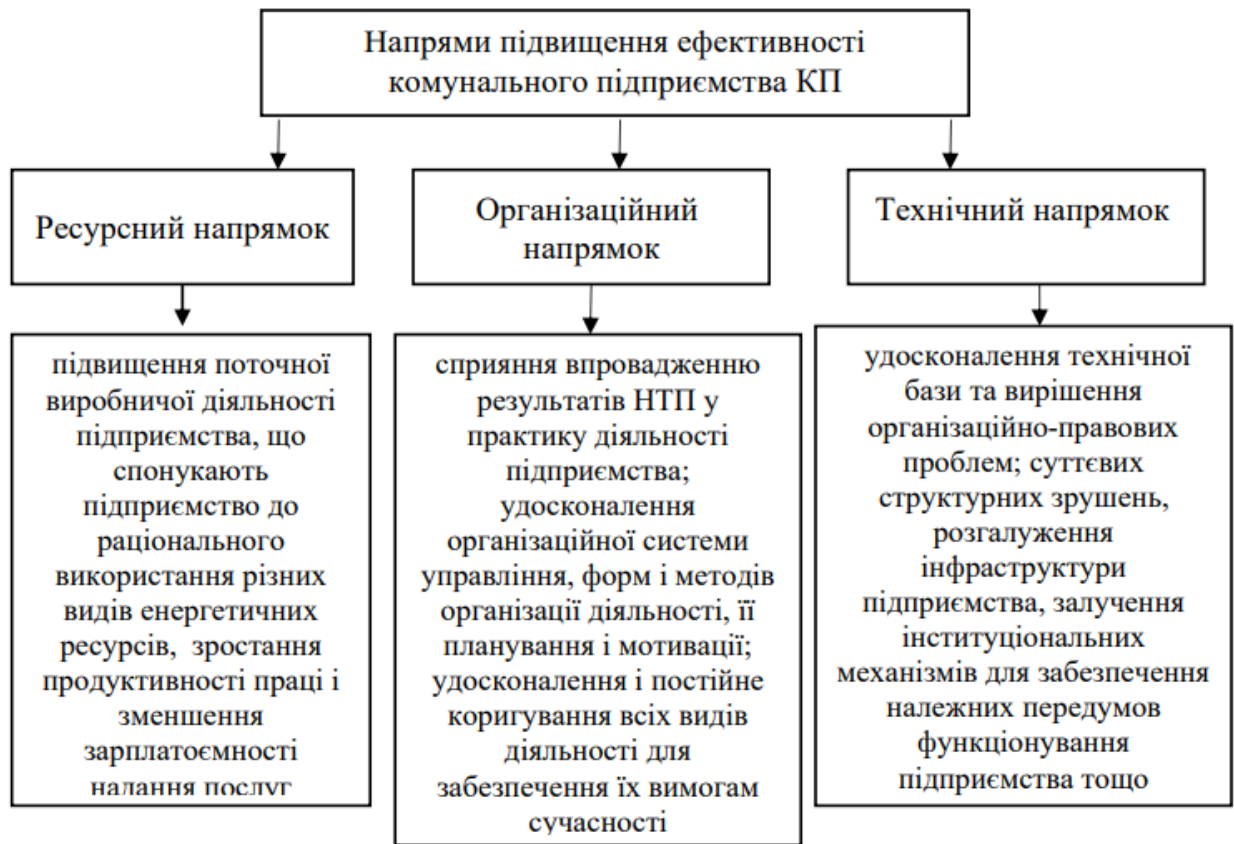 Напрями підвищення ефективності
комунального підприємства КП
Ресурсний напрямок
Організаційний
напрямок
Технічний напрямок
підвищення поточної
виробничої діяльності
підприємства, що
спонукають
підприємство до
раціонального
використання різних
видів енергетичних
ресурсів, зростання
продуктивності праці і
зменшення
зарплатоємності
надання послуг
сприяння впровадженню
результатів НТП у
практику діяльності
підприємства;
удосконалення
організаційної системи
управління, форм і методів
організації діяльності, її
планування і мотивації;
удосконалення і постійне
коригування всіх видів
діяльності для
забезпечення їх вимогам
сучасності
удосконалення технічної
бази та вирішення
організаційно-правових
проблем; суттєвих
структурних зрушень,
розгалуження
інфраструктури
підприємства, залучення
інституціональних
механізмів для забезпечення
належних передумов
функціонування
підприємства тощо